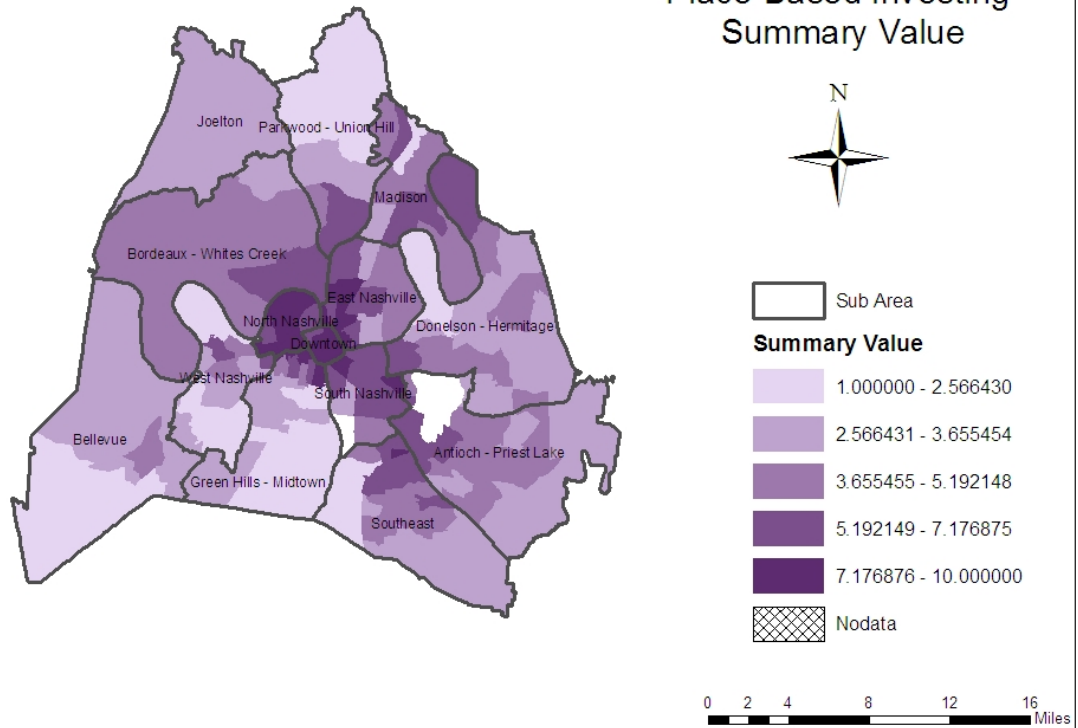 Place Based Investing
Summary Value
N
Joelton
Parkwood - Union Hill
Madison
Bordeaux - Whites Creek
East Nashville
North Nashville
Donelson - Hermitage
Downtown
West Nashville
South Nashville
Bellevue
Antioch - Priest Lake
Green Hills - Midtown
Southeast
Sub Area
Summary Value
1.000000 - 2.566430
2.566431 - 3.655454
3.655455 - 5.192148
5.192149 - 7.176875
7.176876 - 10.000000
Nodata
0 2 4 8 12 16
Miles